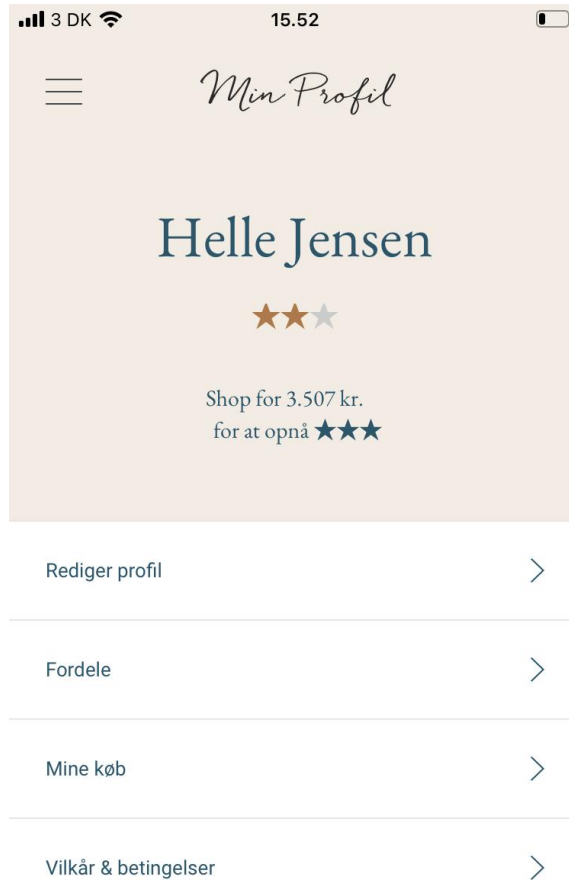 3 DK
15.52
Min Profil
Helle Jensen
Shop for 3.507 kr.
for at opnå ★★★
Rediger profil
Fordele
Mine køb
Vilkår & betingelser